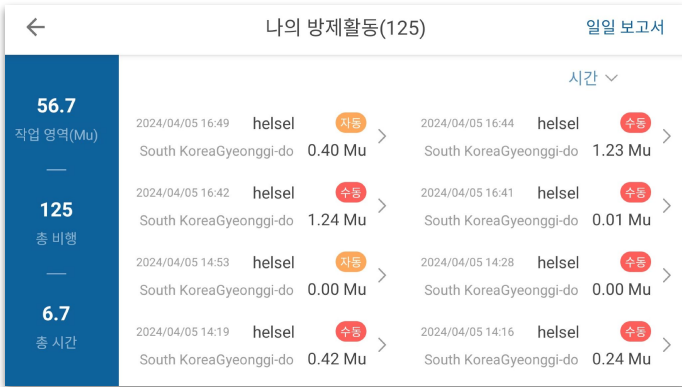 나의 방제활동(125)
일일 보고서
시간
56.7
작업 영역(Mu)
125
총 비행
6.7
총 시간
2024/04/05 16:49 helsel 자동
South KoreaGyeonggi-do 0.40 Mu
2024/04/05 16:44 helsel 수동
South KoreaGyeonggi-do 1.23 Mu
2024/04/05 16:42 helsel 수동
South KoreaGyeonggi-do 1.24 Mu
2024/04/05 16:41 helsel 수동
South KoreaGyeonggi-do 0.01 Mu
2024/04/05 14:53 helsel 자동
South KoreaGyeonggi-do 0.00 Mu
2024/04/05 14:28 helsel 수동
South KoreaGyeonggi-do 0.00 Mu
2024/04/05 14:19 helsel 수동
South KoreaGyeonggi-do 0.42 Mu
2024/04/05 14:16 helsel 수동
South KoreaGyeonggi-do 0.24 Mu